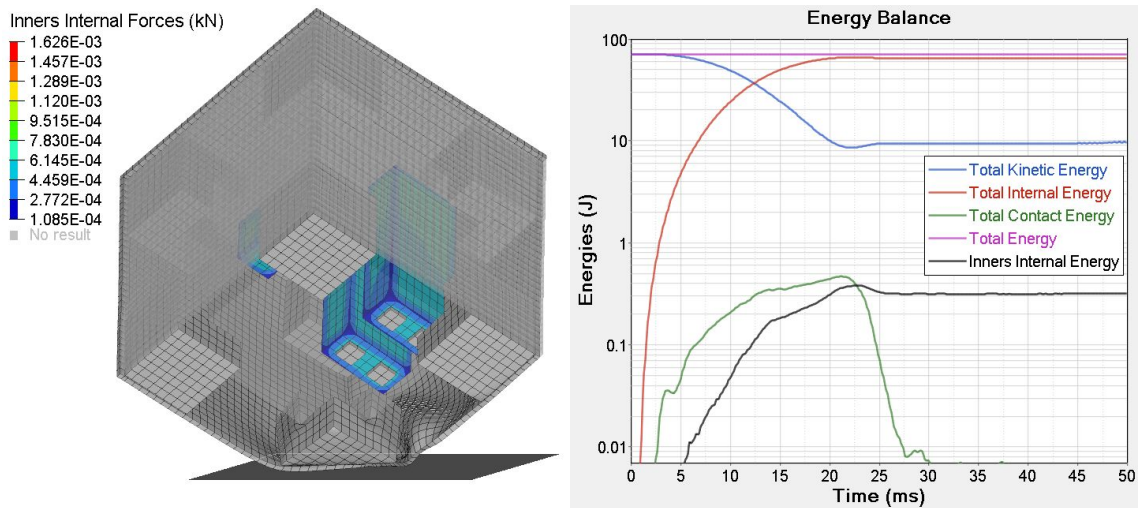 Inners Internal Forces (kN)
1.626E-03
1.457E-03
1.289E-03
1.120E-03
9.515E-04
7.830E-04
6.145E-04
4.459E-04
2.772E-04
1.085E-04
No result
Energy Balance
100
10
1
0.1
0.01
Energies (J)
Total Kinetic Energy
Total Internal Energy
Total Contact Energy
Total Energy
Inners Internal Energy
0 5 10 15 20 25 30 35 40 45 50
Time (ms)